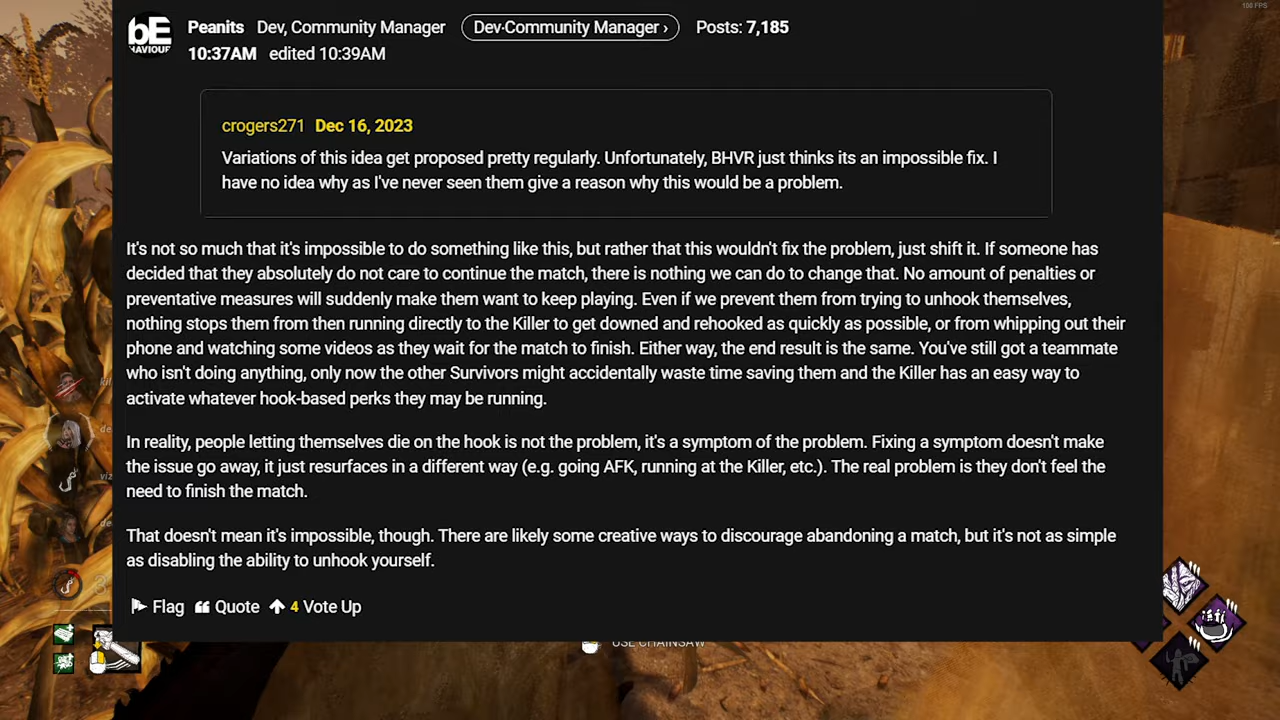 100 FPS
bE
HAVIOUR
Peanits Dev, Community Manager Dev·Community Manager › Posts: 7,185
10:37AM edited 10:39AM
crogers271 Dec 16, 2023
Variations of this idea get proposed pretty regularly. Unfortunately, BHVR just thinks its an impossible fix. I
have no idea why as I've never seen them give a reason why this would be a problem.
It's not so much that it's impossible to do something like this, but rather that this wouldn't fix the problem, just shift it. If someone has
decided that they absolutely do not care to continue the match, there is nothing we can do to change that. No amount of penalties or
preventative measures will suddenly make them want to keep playing. Even if we prevent them from trying to unhook themselves,
nothing stops them from then running directly to the Killer to get downed and rehooked as quickly as possible, or from whipping out their
phone and watching some videos as they wait for the match to finish. Either way, the end result is the same. You've still got a teammate
who isn't doing anything, only now the other Survivors might accidentally waste time saving them and the Killer has an easy way to
activate whatever hook-based perks they may be running.
In reality, people letting themselves die on the hook is not the problem, it's a symptom of the problem. Fixing a symptom doesn't make
the issue go away, it just resurfaces in a different way (e.g. going AFK, running at the Killer, etc.). The real problem is they don't feel the
need to finish the match.
That doesn't mean it's impossible, though. There are likely some creative ways to discourage abandoning a match, but it's not as simple
as disabling the ability to unhook yourself.
Flag Quote 4 Vote Up
USE CHAINSAW